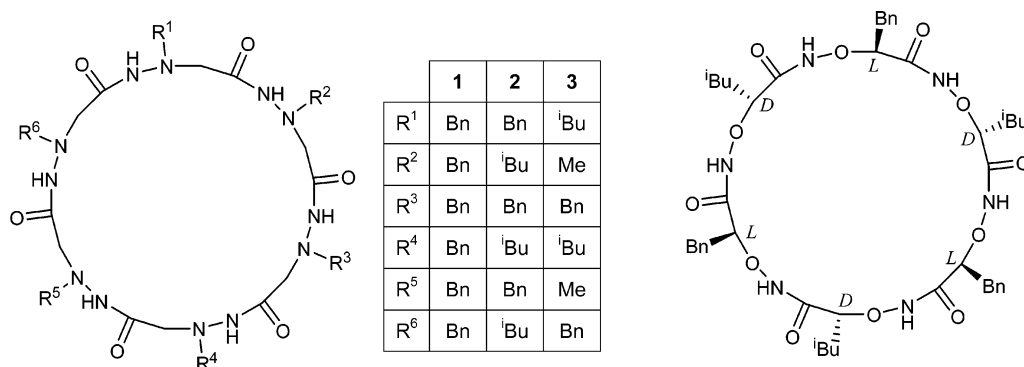 R¹
O
H
N
N
O
HN
N
R²
R⁶
N
HN
O
O
NH
N
R³
N
R⁵
HN
O
N
R⁴
N
H
O
1 2 3
R¹ Bn Bn ⁱBu
R² Bn ⁱBu Me
R³ Bn Bn Bn
R⁴ Bn ⁱBu ⁱBu
R⁵ Bn Bn Me
R⁶ Bn ⁱBu Bn
Bn
O
H
N
O
L
O
NH
O
ⁱBu
D
O
HN
O
Bn
L
O
NH
O
D
ⁱBu
O
N
H
O
L
Bn
O
NH
O
D
ⁱBu